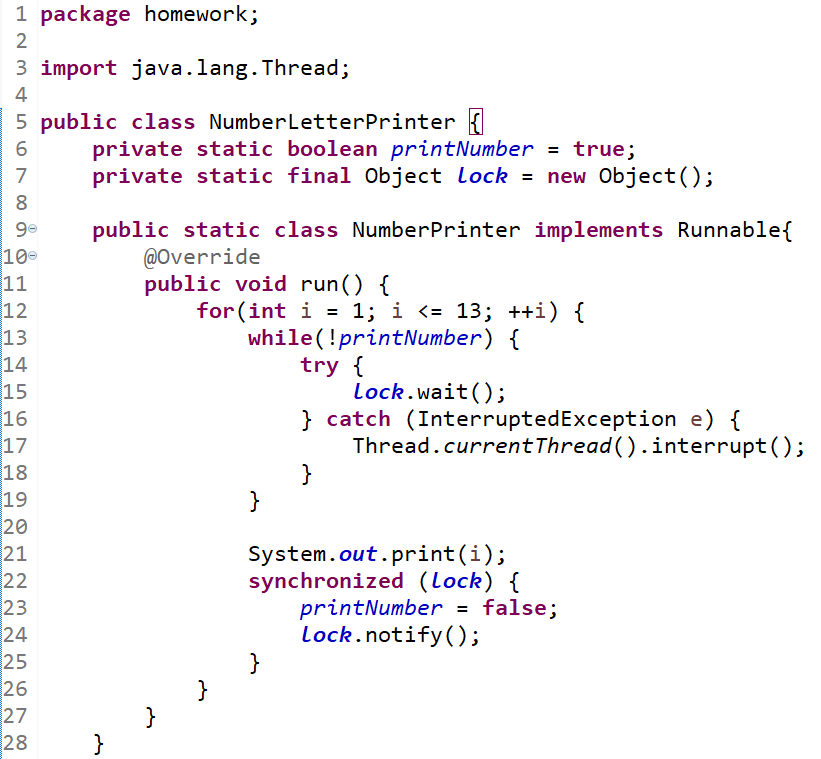 1 package homework;
2
3 import java.lang.Thread;
4
5 public class NumberLetterPrinter {
6     private static boolean printNumber = true;
7     private static final Object lock = new Object();
8
9     public static class NumberPrinter implements Runnable{
10         @Override
11         public void run() {
12             for(int i = 1; i <= 13; ++i) {
13                 while(!printNumber) {
14                     try {
15                         lock.wait();
16                     } catch (InterruptedException e) {
17                         Thread.currentThread().interrupt();
18                     }
19                 }
20
21                 System.out.print(i);
22                 synchronized (lock) {
23                     printNumber = false;
24                     lock.notify();
25                 }
26             }
27         }
28     }